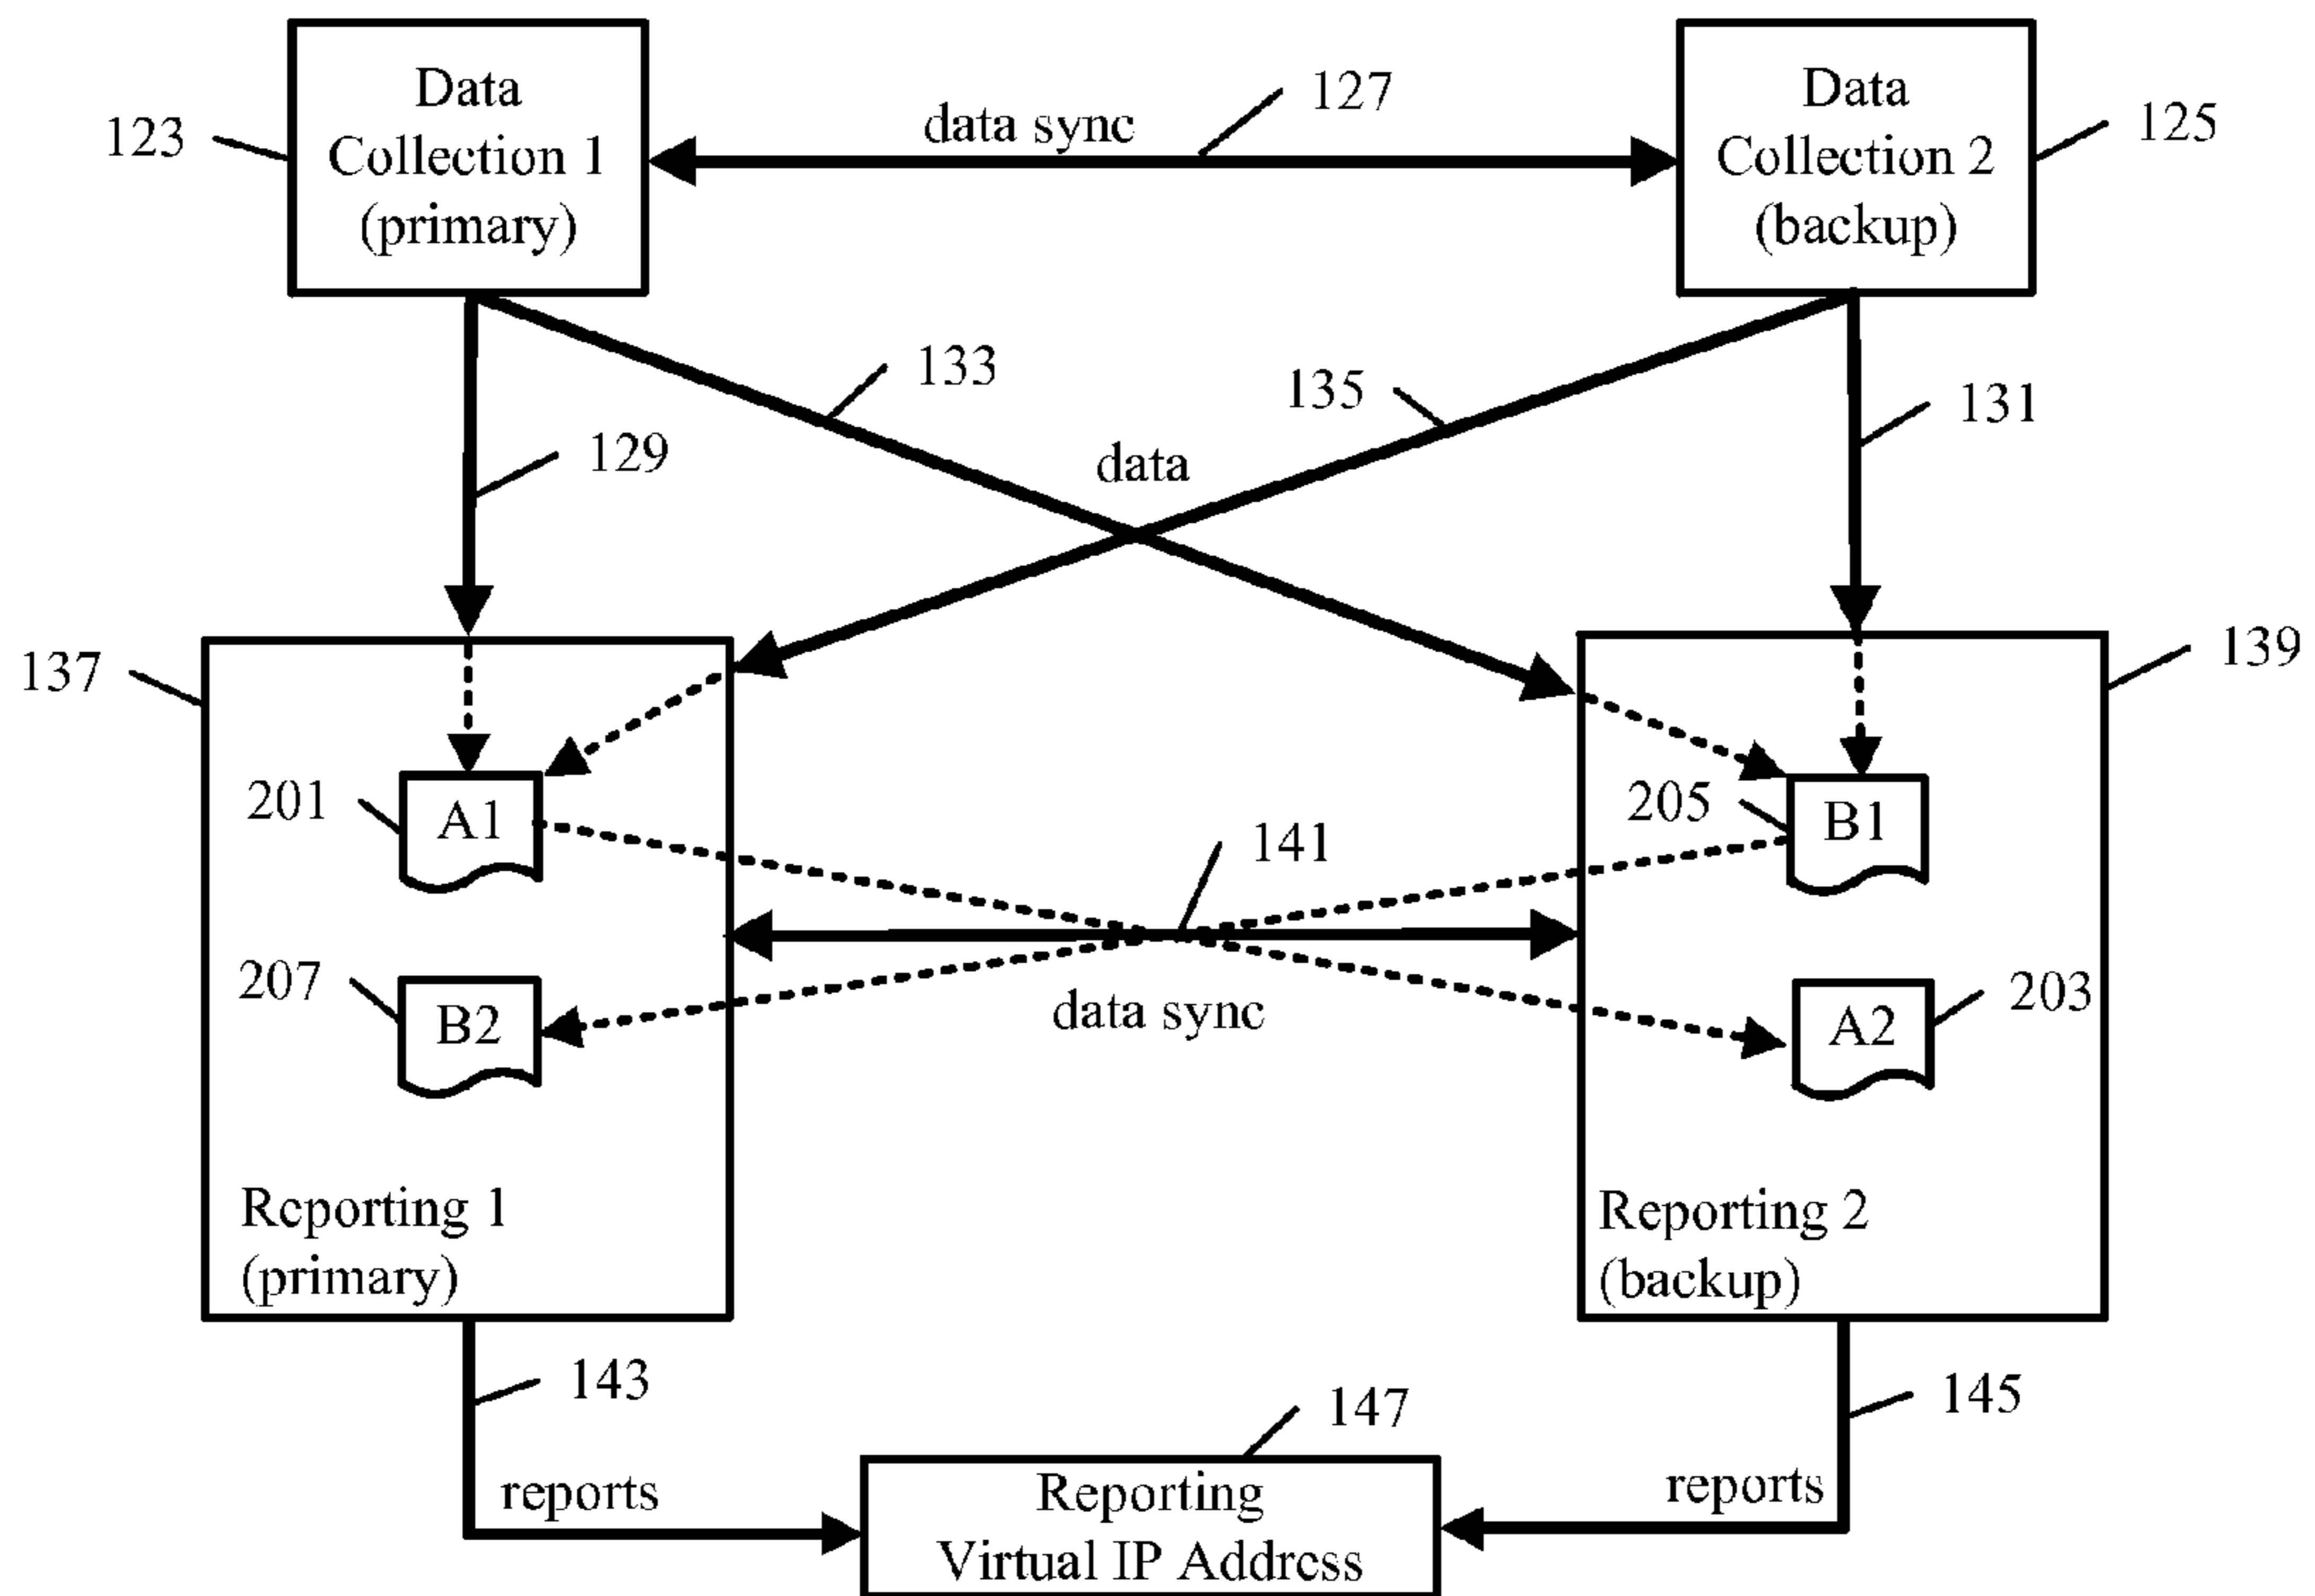 Data
Collection 1
(primary)
123
data sync
127
Data
Collection 2
(backup)
125
133
135
131
129
data
137
139
201
A1
205
B1
141
207
B2
data sync
A2
203
Reporting 1
(primary)
Reporting 2
(backup)
143
147
145
reports
reports
Reporting
Virtual IP Address